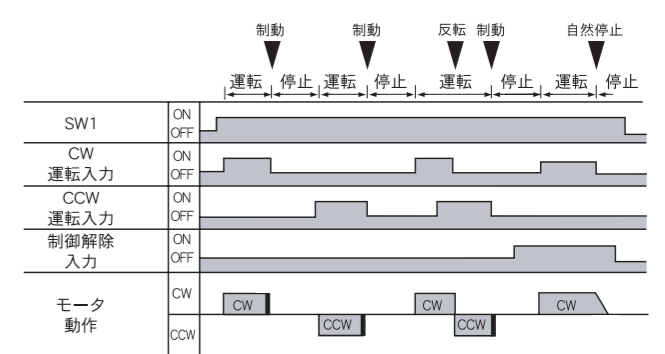 制動 制動 反転 制動 自然停止
運転 停止 運転 停止 運転 停止 運転 停止
SW1 ON
OFF
CW
運転入力 ON
OFF
CCW
運転入力 ON
OFF
制御解除
入力 ON
OFF
モータ
動作 CW CW CW CW
CCW CCW CCW